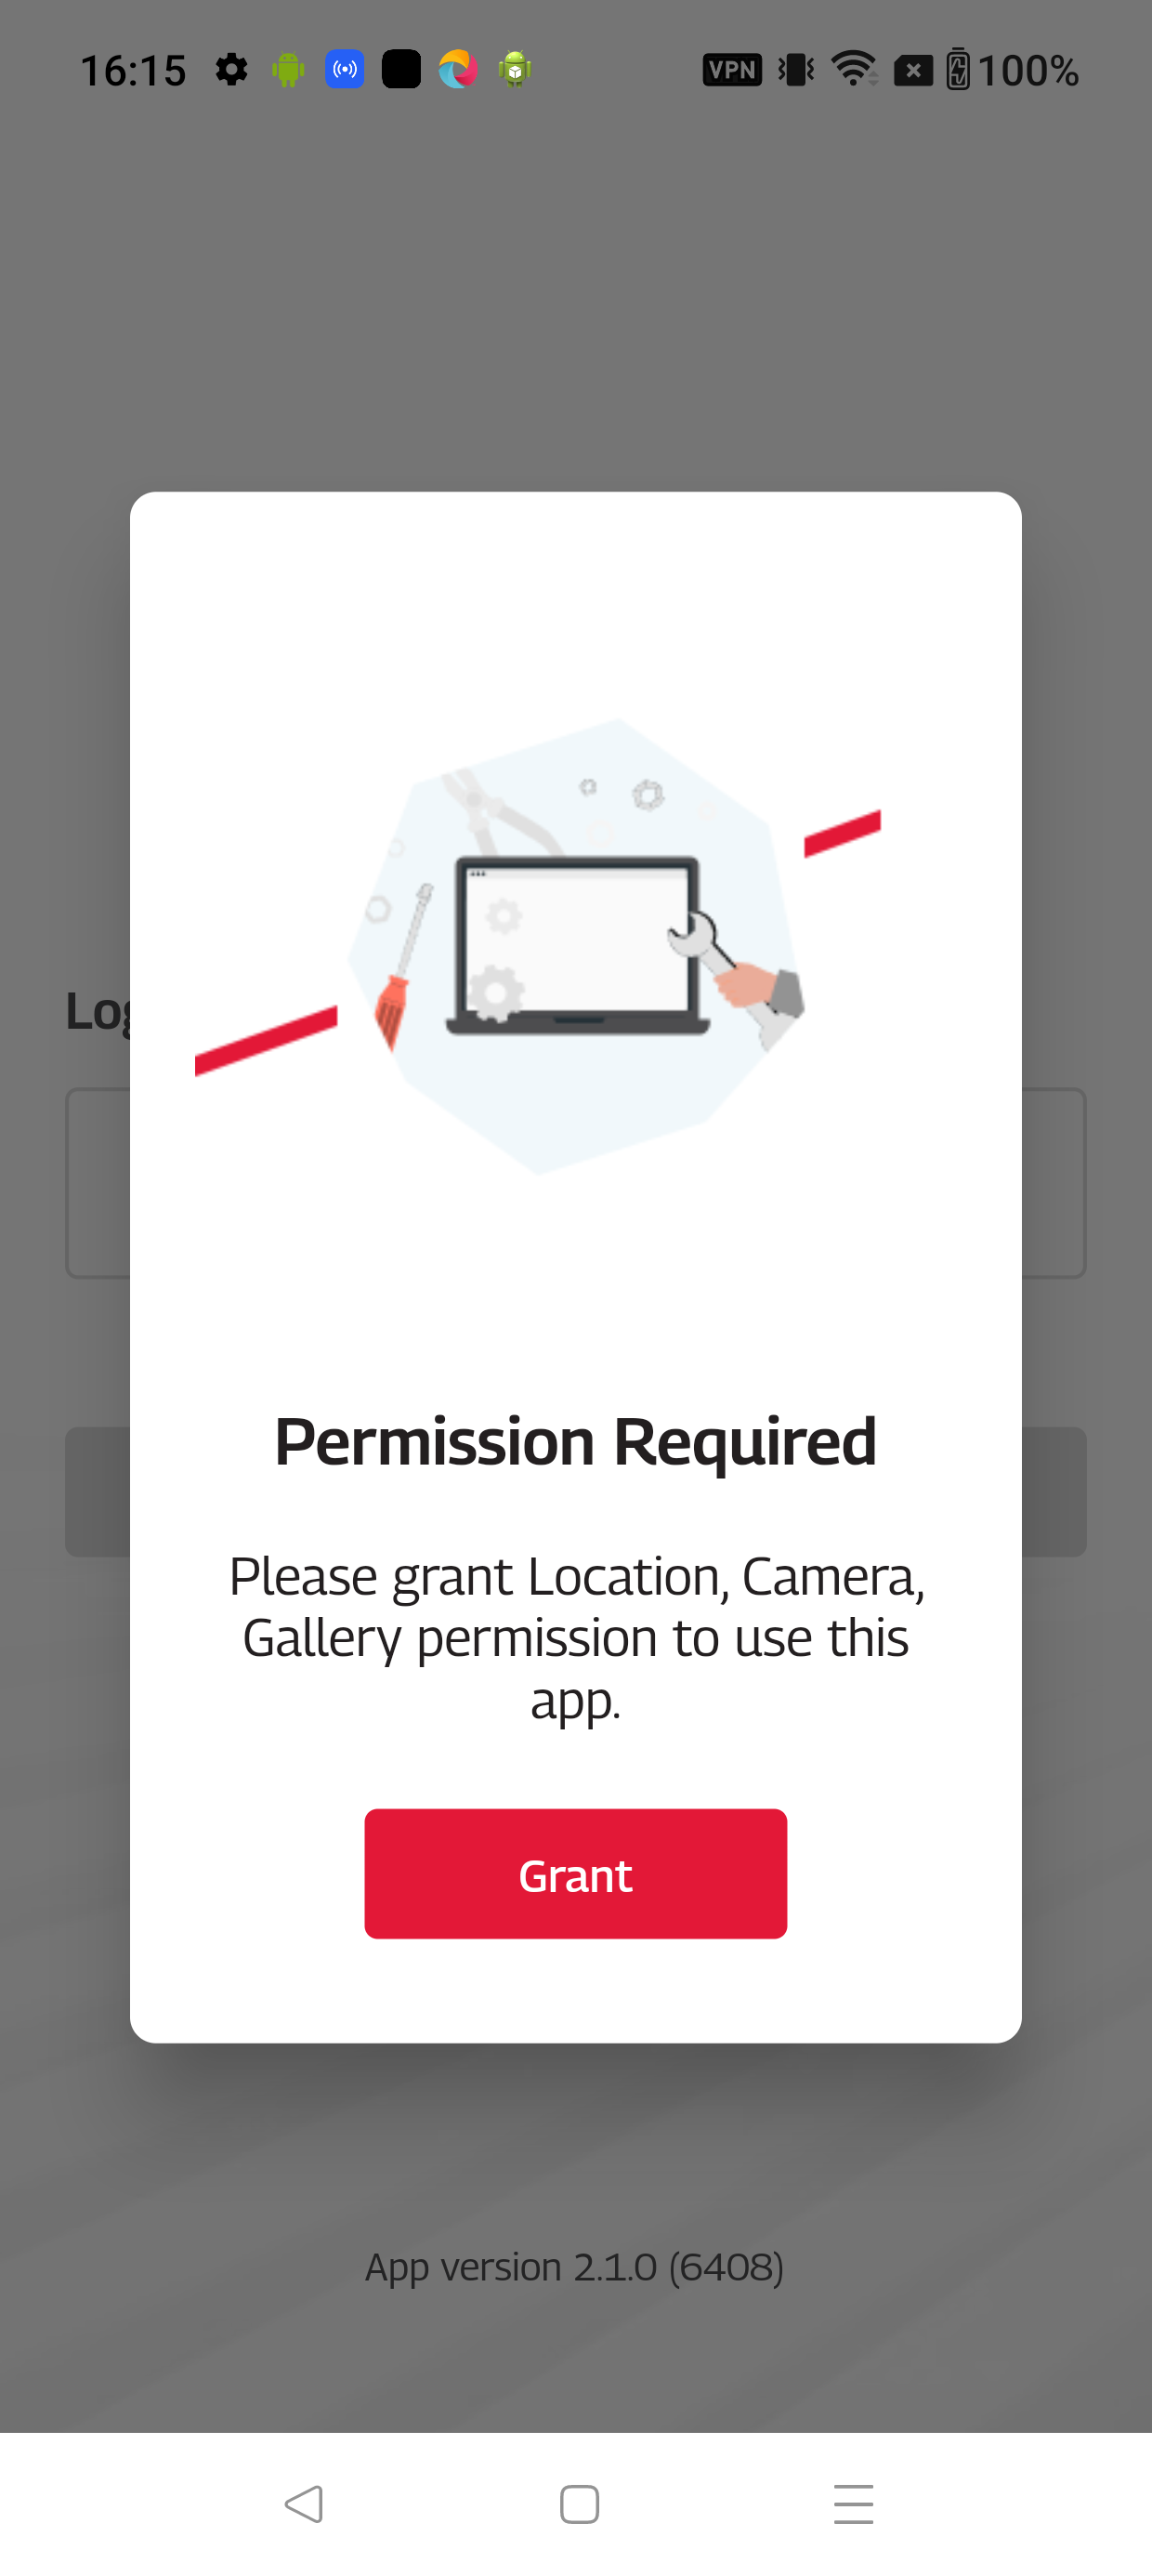 16:15 VPN 100%
Permission Required
Please grant Location, Camera,
Gallery permission to use this
app.
Grant
App version 2.1.0 (6408)